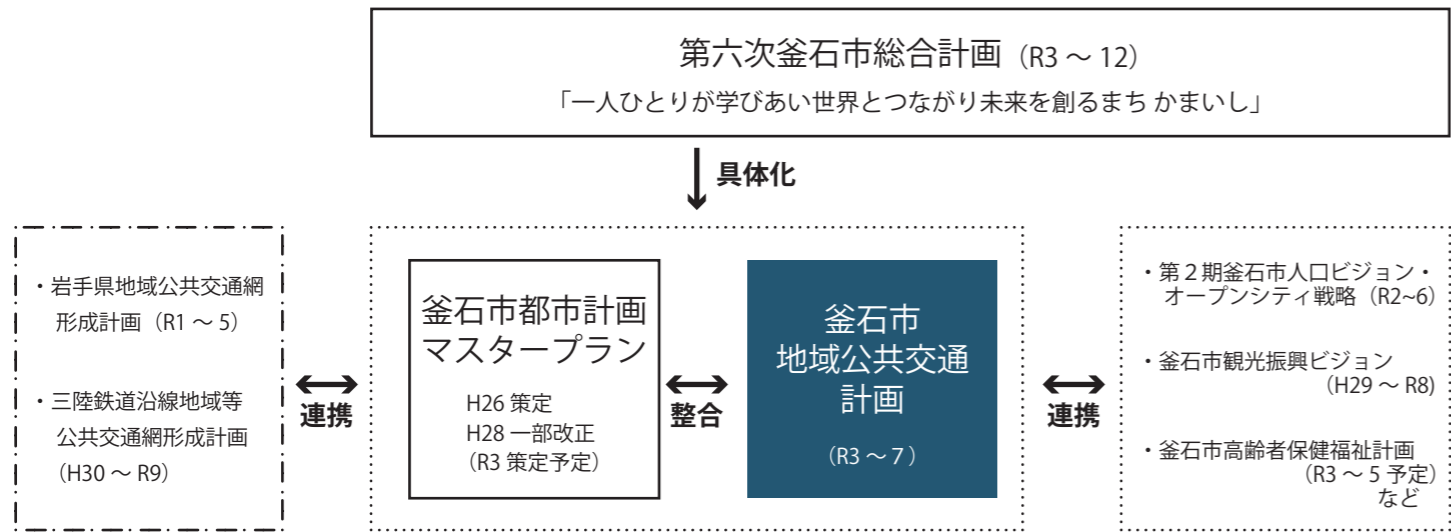 第六次釜石市総合計画（R3 ～ 12）
「一人ひとりが学びあい世界とつながり未来を創るまち かまいし」
具体化
・岩手県地域公共交通網
形成計画（R1 ～ 5）
・三陸鉄道沿線地域等
公共交通網形成計画
（H30 ～ R9）
連携
釜石市都市計画
マスタープラン
H26 策定
H28 一部改正
（R3 策定予定）
整合
釜石市
地域公共交通
計画
（R3 ～ 7 ）
連携
・第２期釜石市人口ビジョン・
オープンシティ戦略（R2~6）
・釜石市観光振興ビジョン
（H29 ～ R8）
・釜石市高齢者保健福祉計画
（R3 ～ 5 予定）
など